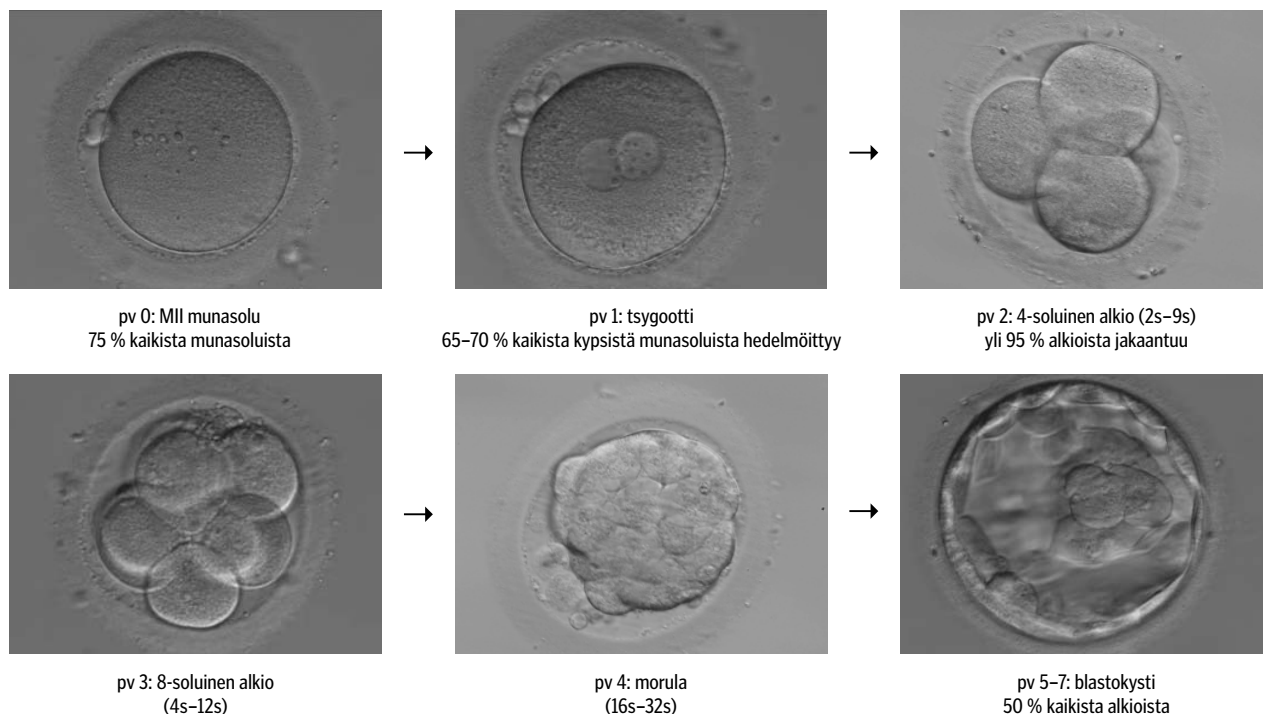 pv 0: MII munasolu
75 % kaikista munasoluista
pv 1: tsygootti
65–70 % kaikista kypsistä munasoluista hedelmöittyy
pv 2: 4-soluinen alkio (2s–9s)
yli 95 % alkioista jakaantuu
pv 3: 8-soluinen alkio
(4s–12s)
pv 4: morula
(16s–32s)
pv 5–7: blastokysti
50 % kaikista alkioista